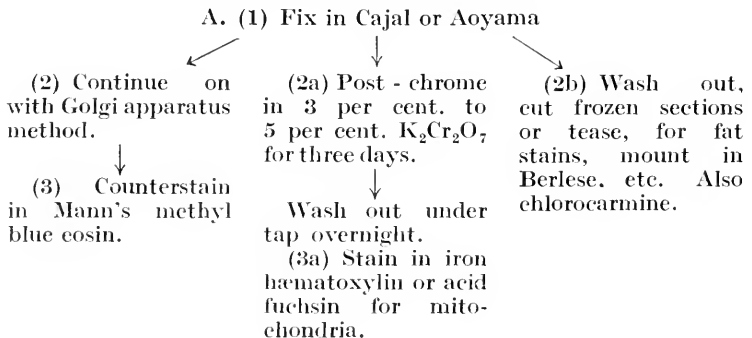 A. (1) Fix in Cajal or Aoyama
(2) Continue on
with Golgi apparatus
method.
(3) Counterstain
in Mann's methyl
blue eosin.
(2a) Post - chrome
in 3 per cent. to
5 per cent. K₂Cr₂O₇
for three days.
Wash out under
tap overnight.
(3a) Stain in iron
hæmatoxylin or acid
fuchsin for mito-
chondria.
(2b) Wash out,
cut frozen sections
or tease, for fat
stains, mount in
Berlese. etc. Also
chlorocarmine.